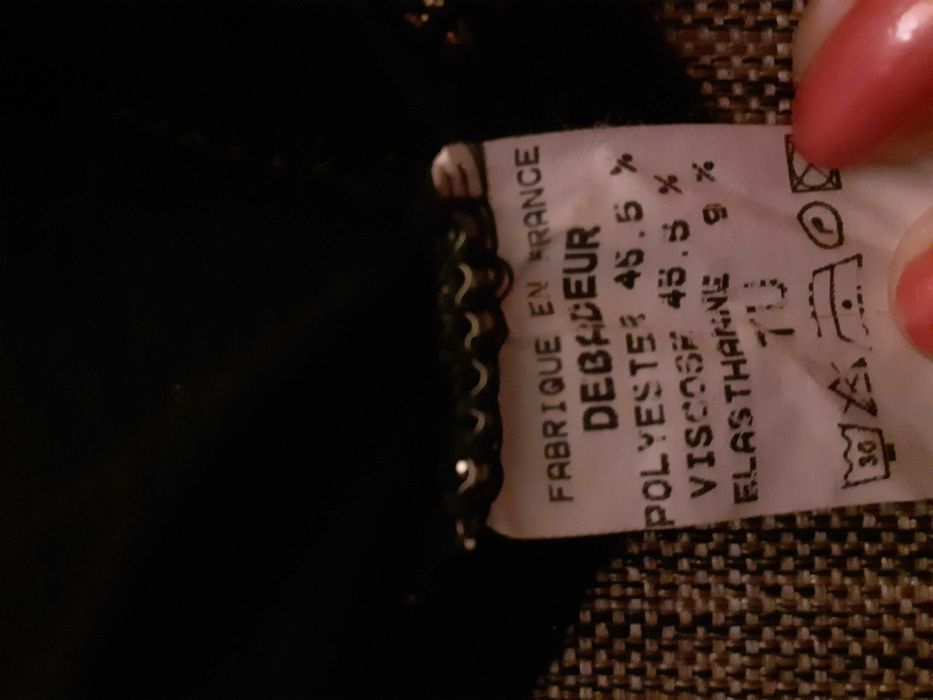 FABRIQUE EN FRANCE
DEBADEUR
POLYESTER 45.5 %
VISCOSE 45.5 %
ELASTHANNE 9 %
TU
30
P